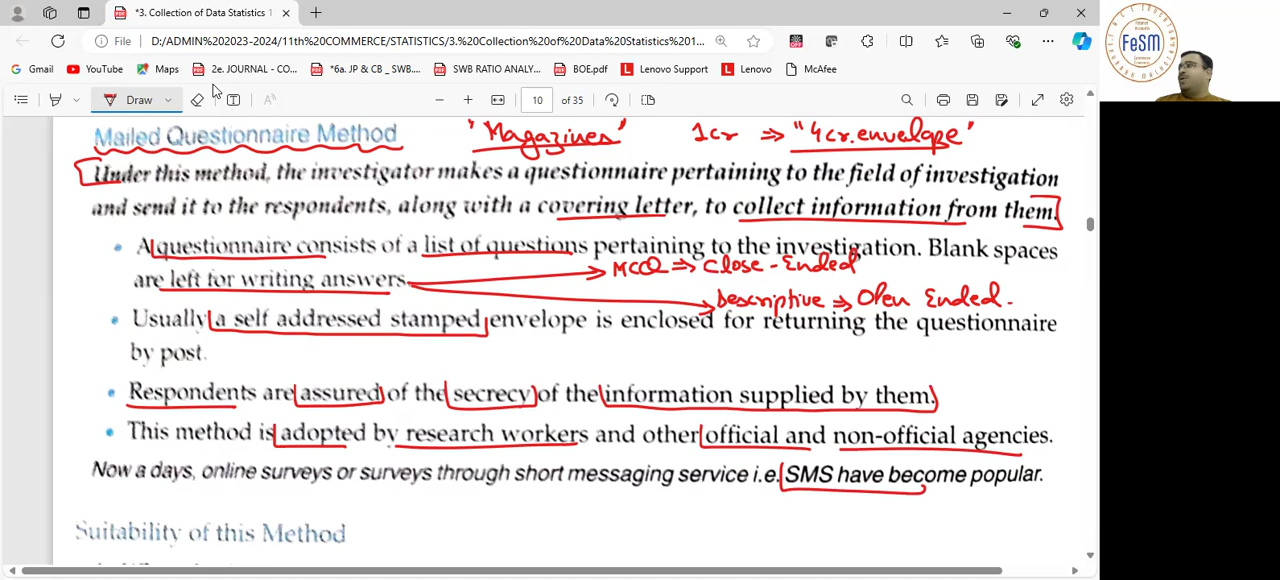 *3. Collection of Data Statistics 1
File D:/ADMIN%202023-2024/11th%20COMMERCE/STATISTICS/3.%20Collection%20of%20Data%20Statistics%201...
Gmail YouTube Maps 2e. JOURNAL - CO... *6a. JP & CB _SWB.... SWB RATIO ANALY... BOE.pdf Lenovo Support Lenovo McAfee
Draw 10 of 35
FeSM
Mailed Questionnaire Method "Magazines" 1cr ⇒ "4cr.envelope"
Under this method, the investigator makes a questionnaire pertaining to the field of investigation
and send it to the respondents, along with a covering letter, to collect information from them.
• A questionnaire consists of a list of questions pertaining to the investigation. Blank spaces
are left for writing answers. MCQ ⇒ Close-Ended
Descriptive ⇒ Open Ended.
• Usually a self addressed stamped envelope is enclosed for returning the questionnaire
by post.
• Respondents are assured of the secrecy of the information supplied by them.
• This method is adopted by research workers and other official and non-official agencies.
Now a days, online surveys or surveys through short messaging service i.e. SMS have become popular.
Suitability of this Method